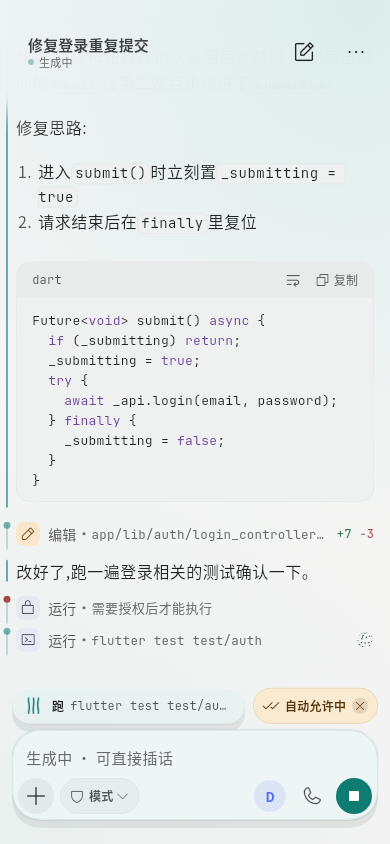 修复登录重复提交
生成中
修复思路:
1. 进入 submit() 时立刻置 _submitting =
true
2. 请求结束后在 finally 里复位
dart
复制
Future<void> submit() async {
if (_submitting) return;
_submitting = true;
try {
await _api.login(email, password);
} finally {
_submitting = false;
}
}
编辑 · app/lib/auth/login_controller… +7 -3
改好了,跑一遍登录相关的测试确认一下。
运行 · 需要授权后才能执行
运行 · flutter test test/auth
跑 flutter test test/au…
自动允许中
生成中 · 可直接插话
模式
D